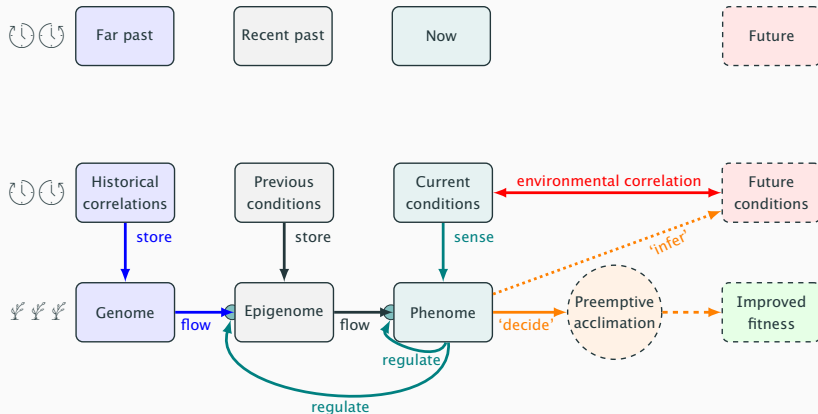 Far past
Recent past
Now
Future
Historical
correlations
Previous
conditions
Current
conditions
environmental correlation
Future
conditions
store
store
sense
‘infer’
Genome
flow
Epigenome
flow
Phenome
‘decide’
Preemptive
acclimation
Improved
fitness
regulate
regulate